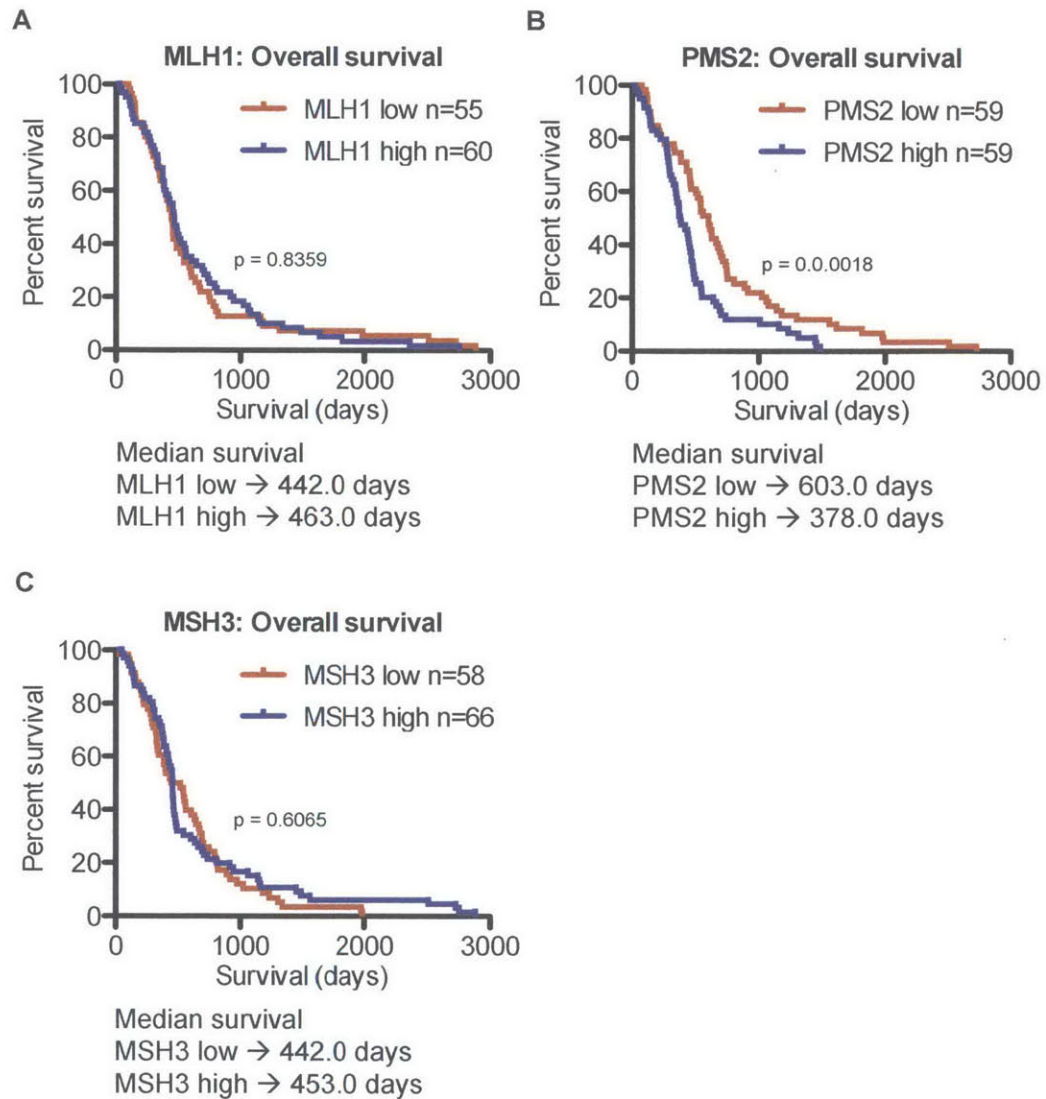 A
MLH1: Overall survival
100
80
60
40
20
0
Percent survival
MLH1 low n=55
MLH1 high n=60
p = 0.8359
0 1000 2000 3000
Survival (days)
Median survival
MLH1 low → 442.0 days
MLH1 high → 463.0 days
B
PMS2: Overall survival
100
80
60
40
20
0
Percent survival
PMS2 low n=59
PMS2 high n=59
p = 0.0.0018
0 1000 2000 3000
Survival (days)
Median survival
PMS2 low → 603.0 days
PMS2 high → 378.0 days
C
MSH3: Overall survival
100
80
60
40
20
0
Percent survival
MSH3 low n=58
MSH3 high n=66
p = 0.6065
0 1000 2000 3000
Survival (days)
Median survival
MSH3 low → 442.0 days
MSH3 high → 453.0 days